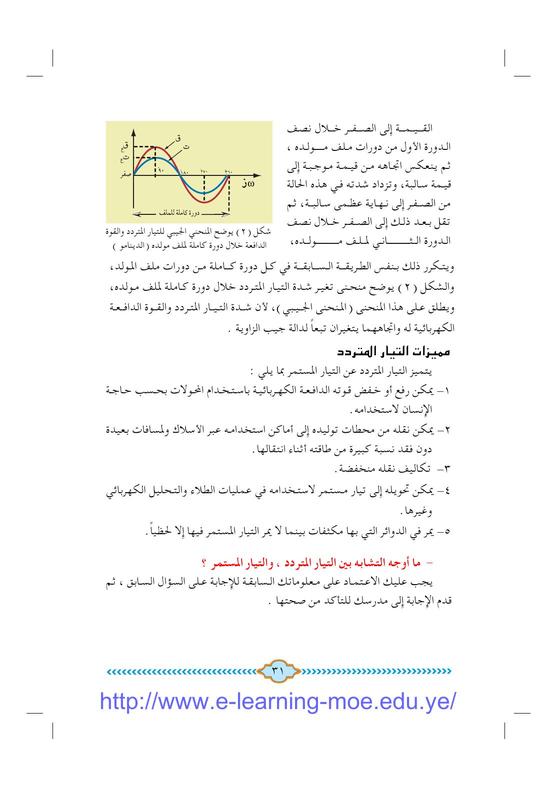 القيمة إلى الصفر خلال نصف
الدورة الأول من دورات ملف مولده ،
ثم ينعكس اتجاهه من قيمة موجبة إلى
قيمة سالبة، وتزداد شدته في هذه الحالة
من الصفر إلى نهاية عظمى سالبة، ثم
تقل بعد ذلك إلى الصفر خلال نصف
الدورة الثاني لملف مولده،
ق
ت
صفر
٩٠
١٨٠
٢٧٠
٣٦٠
ωز
دورة كاملة للملف
شكل ( ٢ ) يوضح المنحني الجيبي للتيار المتردد والقوة
الدافعة خلال دورة كاملة لملف مولده ( الدينامو )
ويتكرر ذلك بنفس الطريقة السابقة في كل دورة كاملة من دورات ملف المولد،
والشكل ( ٢ ) يوضح منحنى تغير شدة التيار المتردد خلال دورة كاملة لملف مولده،
ويطلق على هذا المنحنى ( المنحنى الجيبي )، لأن شدة التيار المتردد والقوة الدافعة
الكهربائية له واتجاههما يتغيران تبعاً لدالة جيب الزاوية .
مميزات التيار المتردد
يتميز التيار المتردد عن التيار المستمر بما يلي :
١– يمكن رفع أو خفض قوته الدافعة الكهربائية باستخدام المحولات بحسب حاجة
الإنسان لاستخدامه.
٢– يمكن نقله من محطات توليده إلى أماكن استخدامه عبر الأسلاك ولمسافات بعيدة
دون فقد نسبة كبيرة من طاقته أثناء انتقالها.
٣– تكاليف نقله منخفضة.
٤– يمكن تحويله إلى تيار مستمر لاستخدامه في عمليات الطلاء والتحليل الكهربائي
وغيرها.
٥– يمر في الدوائر التي بها مكثفات بينما لا يمر التيار المستمر فيها إلا لحظياً.
– ما أوجه التشابه بين التيار المتردد ، والتيار المستمر ؟
يجب عليك الاعتماد على معلوماتك السابقة للإجابة على السؤال السابق ، ثم
قدم الإجابة إلى مدرسك للتأكد من صحتها .
٣١
http://www.e-learning-moe.edu.ye/